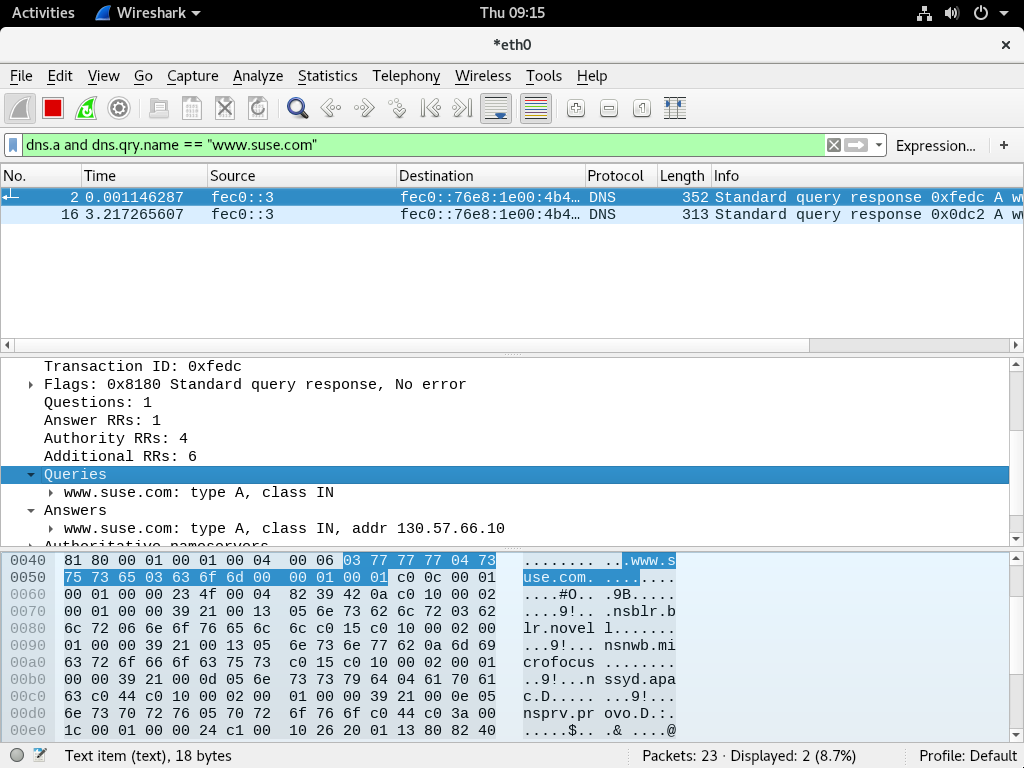 Activities Wireshark Thu 09:15
*eth0
File Edit View Go Capture Analyze Statistics Telephony Wireless Tools Help
dns.a and dns.qry.name == "www.suse.com" Expression… +
No. Time Source Destination Protocol Length Info
2 0.001146287 fec0::3 fec0::76e8:1e00:4b4… DNS 352 Standard query response 0xfedc A
16 3.217265607 fec0::3 fec0::76e8:1e00:4b4… DNS 313 Standard query response 0x0dc2 A
Transaction ID: 0xfedc
Flags: 0x8180 Standard query response, No error
Questions: 1
Answer RRs: 1
Authority RRs: 4
Additional RRs: 6
Queries
www.suse.com: type A, class IN
Answers
www.suse.com: type A, class IN, addr 130.57.66.10
Authoritative nameservers
0040 81 80 00 01 00 01 00 04 00 06 03 77 77 77 04 73 ........ ...www.s
0050 75 73 65 03 63 6f 6d 00 00 01 00 01 c0 0c 00 01 use.com. ........
0060 00 01 00 00 23 4f 00 04 82 39 42 0a c0 10 00 02 ....#O.. .9B.....
0070 00 01 00 00 39 21 00 13 05 6e 73 62 6c 72 03 62 ....9!.. .nsblr.b
0080 6c 72 06 6e 6f 76 65 6c 6c c0 15 c0 10 00 02 00 lr.novel l.......
0090 01 00 00 39 21 00 13 05 6e 73 6e 77 62 0a 6d 69 ...9!... nsnwb.mi
00a0 63 72 6f 66 6f 63 75 73 c0 15 c0 10 00 02 00 01 crofocus ........
00b0 00 00 39 21 00 0d 05 6e 73 73 79 64 04 61 70 61 ..9!...n ssyd.apa
00c0 63 c0 44 c0 10 00 02 00 01 00 00 39 21 00 0e 05 c.D..... ...9!...
00d0 6e 73 70 72 76 05 70 72 6f 76 6f c0 44 c0 3a 00 nsprv.pr ovo.D.:.
00e0 1c 00 01 00 00 24 c1 00 10 26 20 01 13 80 82 40 .....$.. .& ....@
Text item (text), 18 bytes Packets: 23 · Displayed: 2 (8.7%) Profile: Default